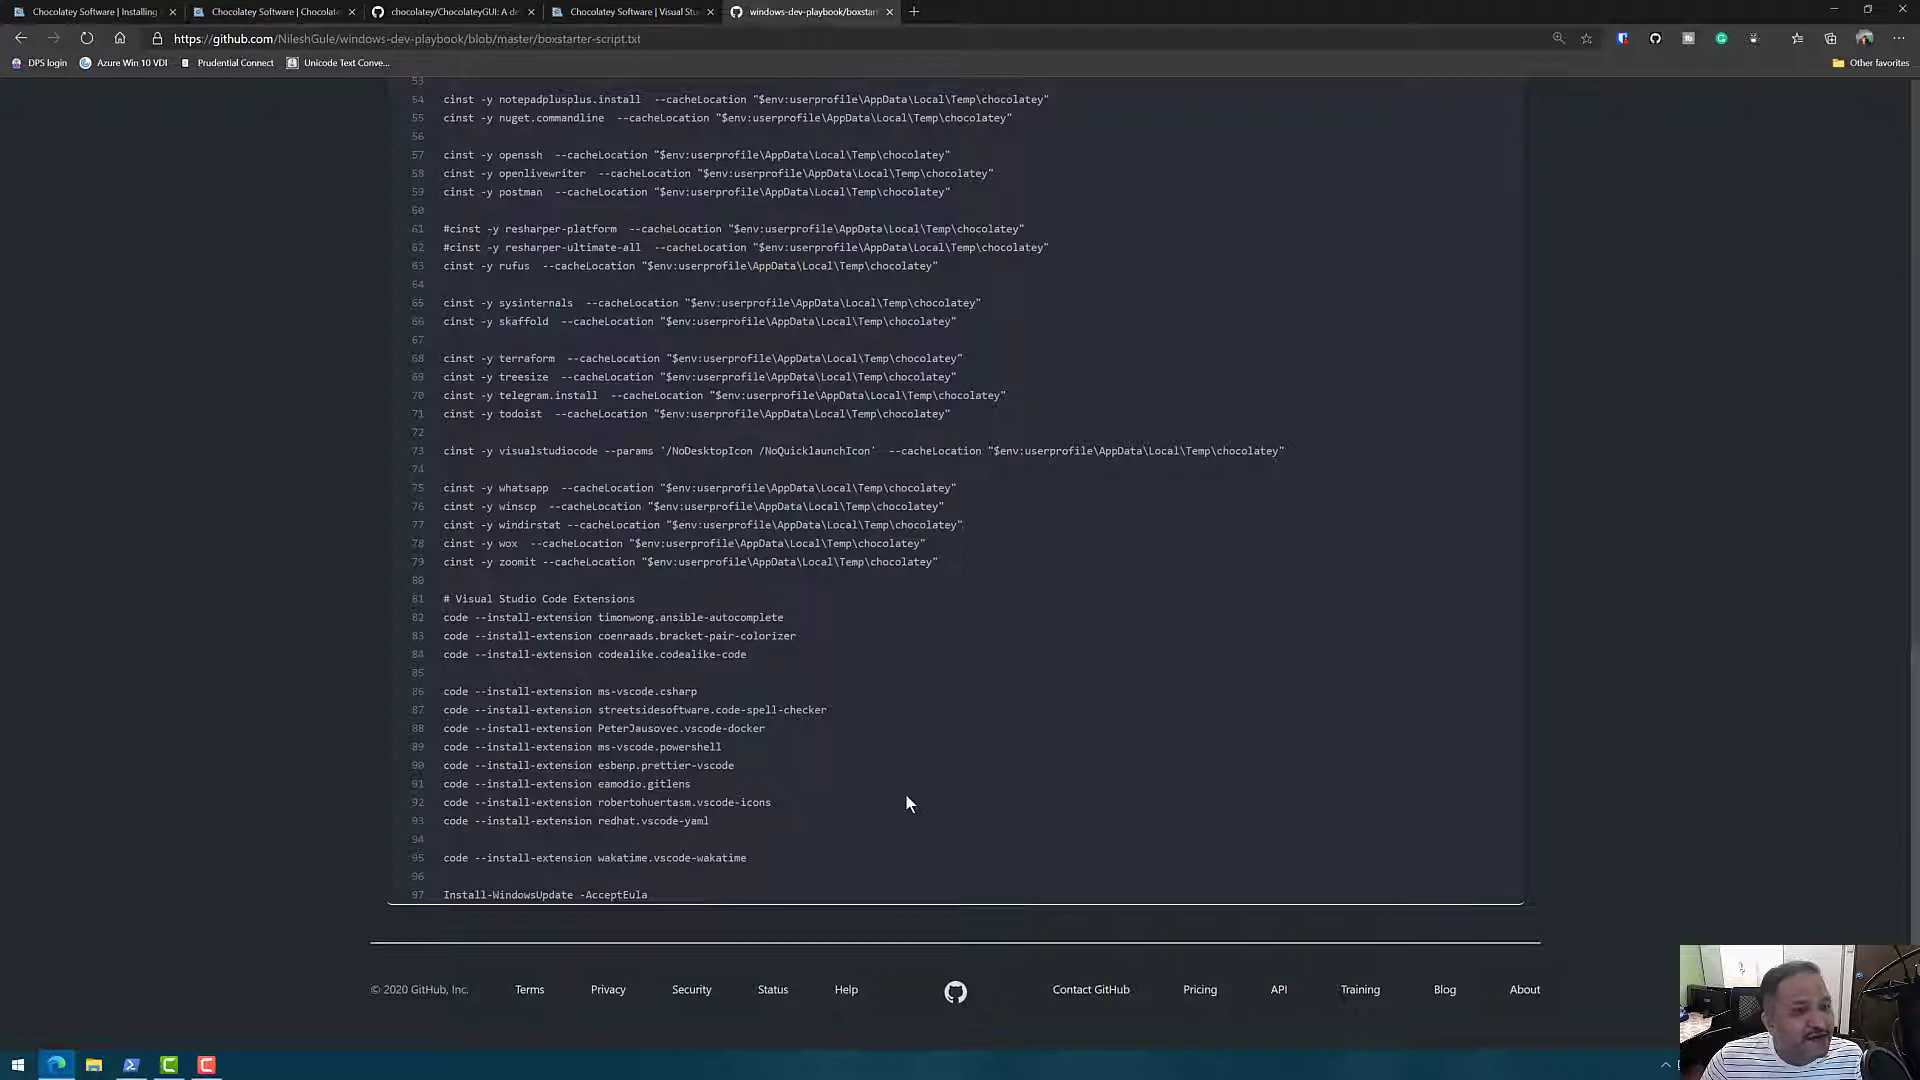 Chocolatey Software | Installing
Chocolatey Software | Chocolate
chocolatey/ChocolateyGUI: A de
Chocolatey Software | Visual Stu
windows-dev-playbook/boxstar
https://github.com/NileshGule/windows-dev-playbook/blob/master/boxstarter-script.txt
DPS login
Azure Win 10 VDI
Prudential Connect
Unicode Text Conve...
Other favorites
53
54 cinst -y notepadplusplus.install --cacheLocation "$env:userprofile\AppData\Local\Temp\chocolatey"
55 cinst -y nuget.commandline --cacheLocation "$env:userprofile\AppData\Local\Temp\chocolatey"
56
57 cinst -y openssh --cacheLocation "$env:userprofile\AppData\Local\Temp\chocolatey"
58 cinst -y openlivewriter --cacheLocation "$env:userprofile\AppData\Local\Temp\chocolatey"
59 cinst -y postman --cacheLocation "$env:userprofile\AppData\Local\Temp\chocolatey"
60
61 #cinst -y resharper-platform --cacheLocation "$env:userprofile\AppData\Local\Temp\chocolatey"
62 #cinst -y resharper-ultimate-all --cacheLocation "$env:userprofile\AppData\Local\Temp\chocolatey"
63 cinst -y rufus --cacheLocation "$env:userprofile\AppData\Local\Temp\chocolatey"
64
65 cinst -y sysinternals --cacheLocation "$env:userprofile\AppData\Local\Temp\chocolatey"
66 cinst -y skaffold --cacheLocation "$env:userprofile\AppData\Local\Temp\chocolatey"
67
68 cinst -y terraform --cacheLocation "$env:userprofile\AppData\Local\Temp\chocolatey"
69 cinst -y treesize --cacheLocation "$env:userprofile\AppData\Local\Temp\chocolatey"
70 cinst -y telegram.install --cacheLocation "$env:userprofile\AppData\Local\Temp\chocolatey"
71 cinst -y todoist --cacheLocation "$env:userprofile\AppData\Local\Temp\chocolatey"
72
73 cinst -y visualstudiocode --params '/NoDesktopIcon /NoQuicklaunchIcon' --cacheLocation "$env:userprofile\AppData\Local\Temp\chocolatey"
74
75 cinst -y whatsapp --cacheLocation "$env:userprofile\AppData\Local\Temp\chocolatey"
76 cinst -y winscp --cacheLocation "$env:userprofile\AppData\Local\Temp\chocolatey"
77 cinst -y windirstat --cacheLocation "$env:userprofile\AppData\Local\Temp\chocolatey"
78 cinst -y wox --cacheLocation "$env:userprofile\AppData\Local\Temp\chocolatey"
79 cinst -y zoomit --cacheLocation "$env:userprofile\AppData\Local\Temp\chocolatey"
80
81 # Visual Studio Code Extensions
82 code --install-extension timonwong.ansible-autocomplete
83 code --install-extension coenraads.bracket-pair-colorizer
84 code --install-extension codealike.codealike-code
85
86 code --install-extension ms-vscode.csharp
87 code --install-extension streetsidesoftware.code-spell-checker
88 code --install-extension PeterJausovec.vscode-docker
89 code --install-extension ms-vscode.powershell
90 code --install-extension esbenp.prettier-vscode
91 code --install-extension eamodio.gitlens
92 code --install-extension robertohuertasm.vscode-icons
93 code --install-extension redhat.vscode-yaml
94
95 code --install-extension wakatime.vscode-wakatime
96
97 Install-WindowsUpdate -AcceptEula
© 2020 GitHub, Inc.
Terms
Privacy
Security
Status
Help
Contact GitHub
Pricing
API
Training
Blog
About